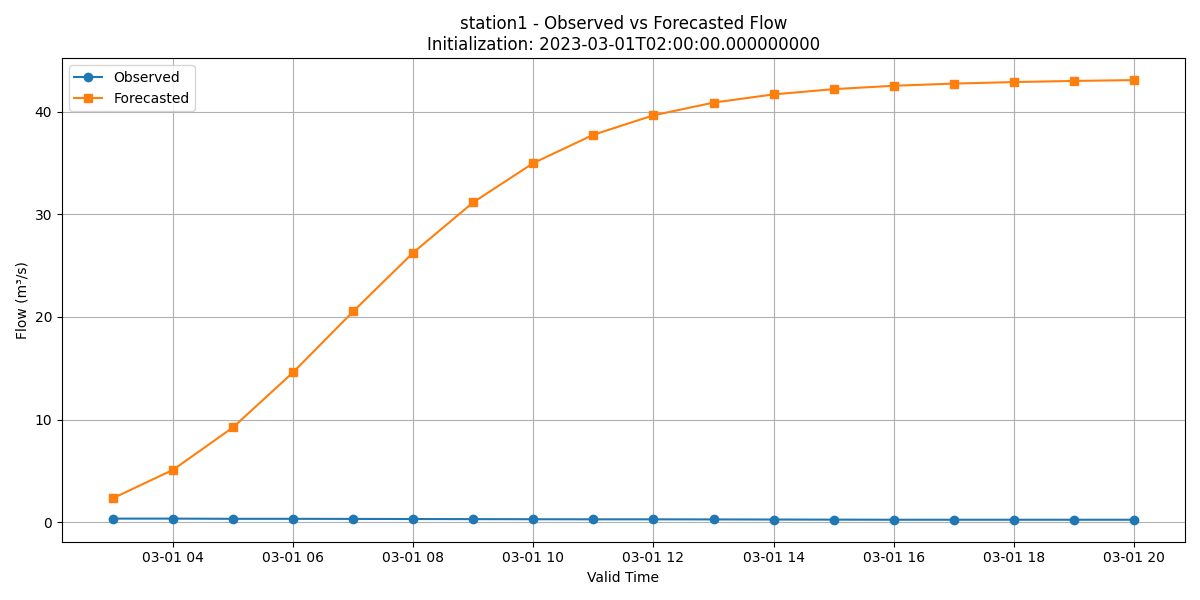 station1 - Observed vs Forecasted Flow
Initialization: 2023-03-01T02:00:00.000000000
Observed
Forecasted
Flow (m³/s)
40
30
20
10
0
03-01 04 03-01 06 03-01 08 03-01 10 03-01 12 03-01 14 03-01 16 03-01 18 03-01 20
Valid Time